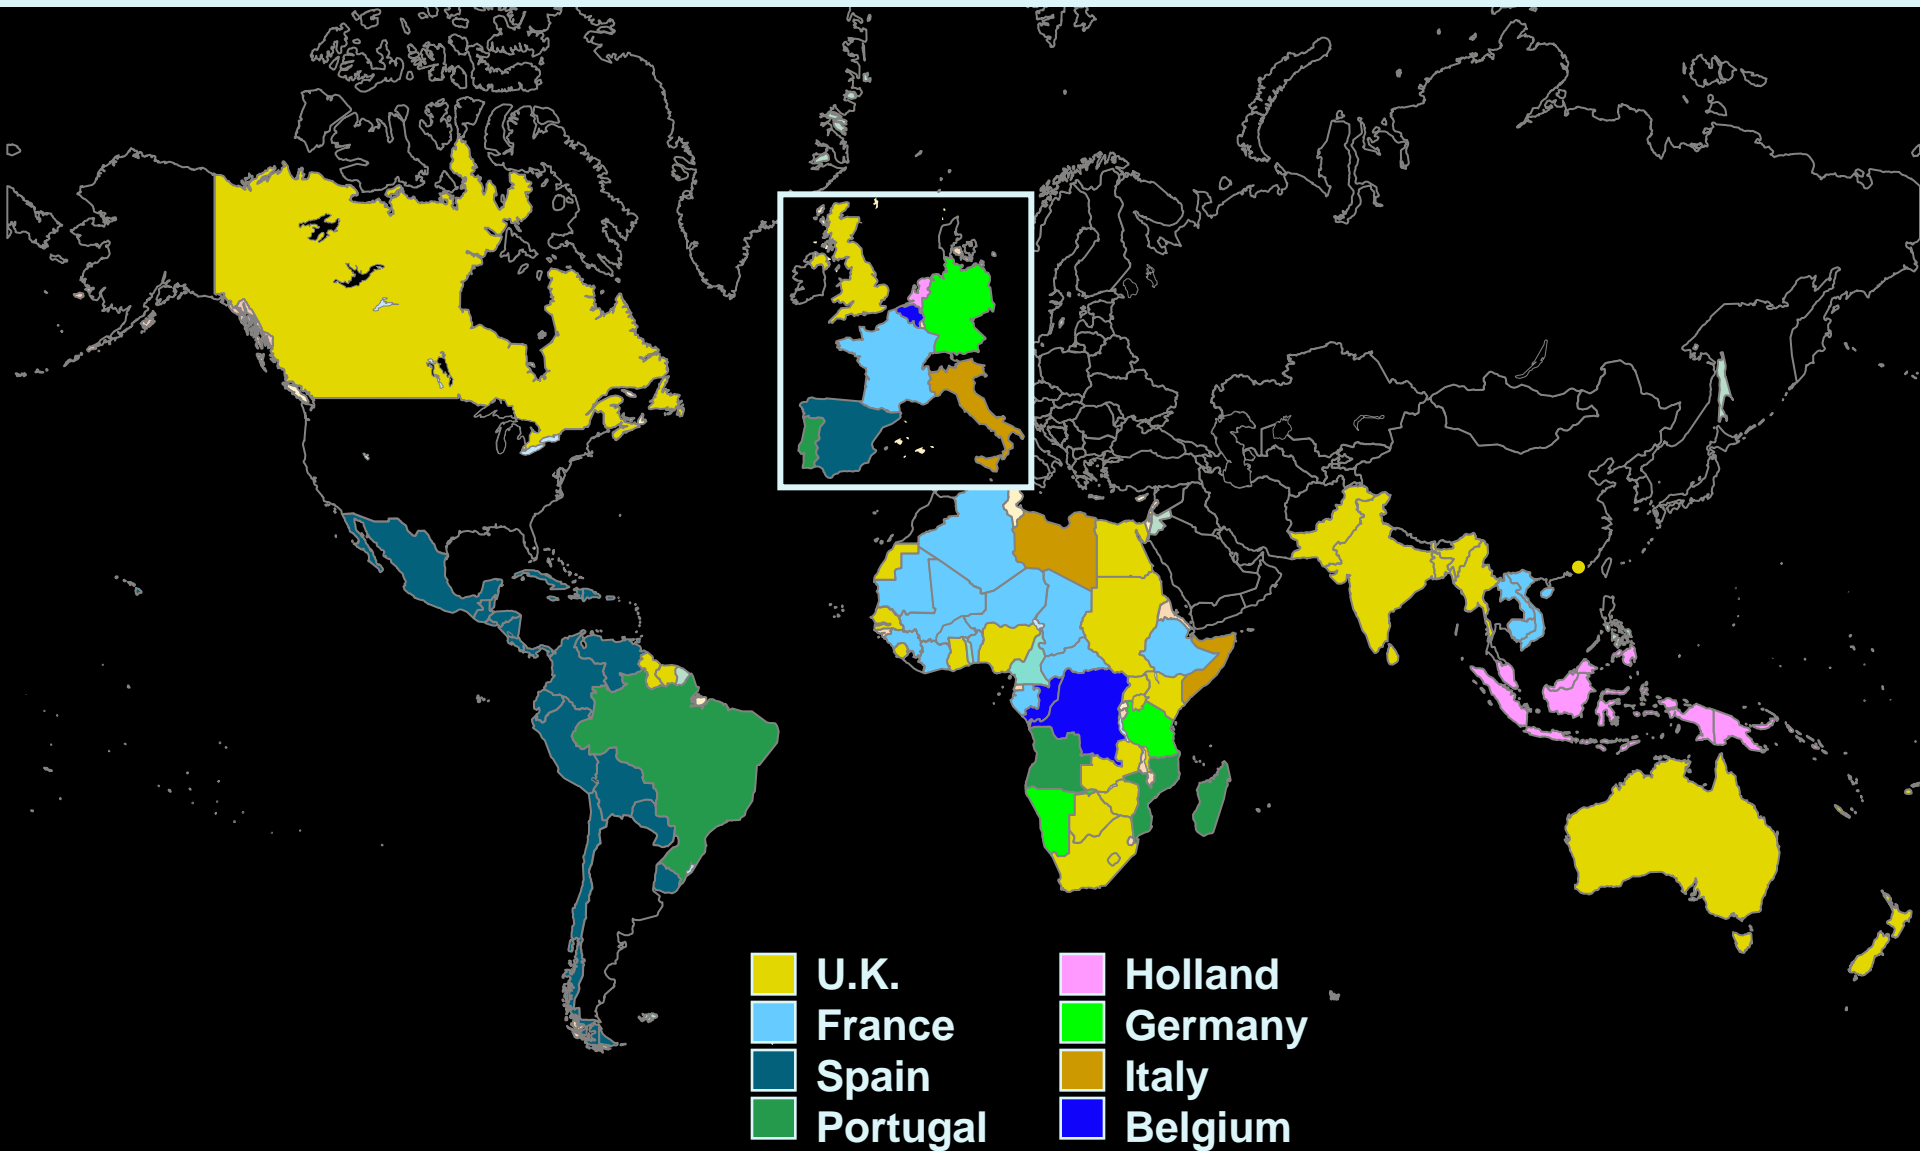 U.K.
France
Spain
Portugal
Holland
Germany
Italy
Belgium